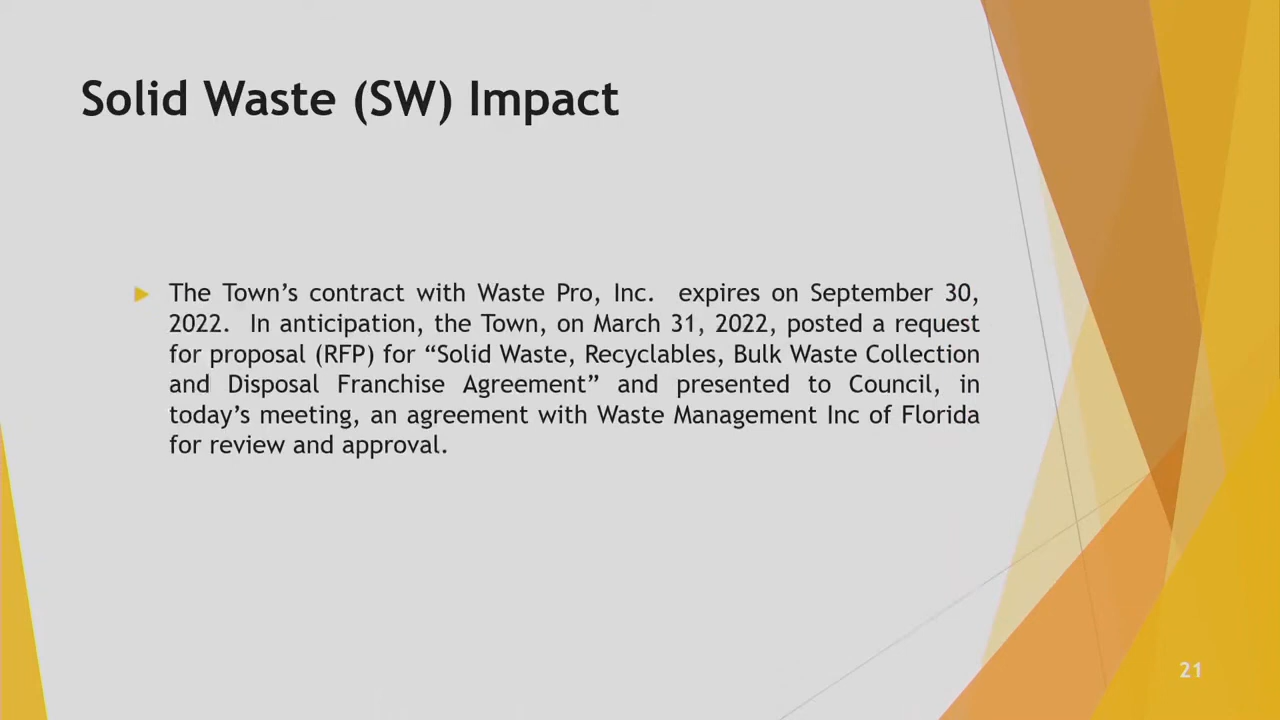 Solid Waste (SW) Impact
The Town’s contract with Waste Pro, Inc.  expires on September 30,
2022.  In anticipation, the Town, on March 31, 2022, posted a request
for proposal (RFP) for “Solid Waste, Recyclables, Bulk Waste Collection
and Disposal Franchise Agreement” and presented to Council, in
today’s meeting, an agreement with Waste Management Inc of Florida
for review and approval.
21